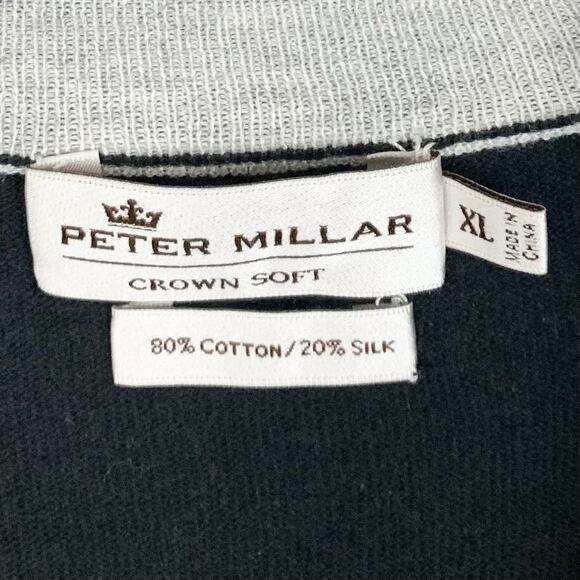 PETER MILLAR
CROWN SOFT
XL
MADE IN
CHINA
80% COTTON/20% SILK